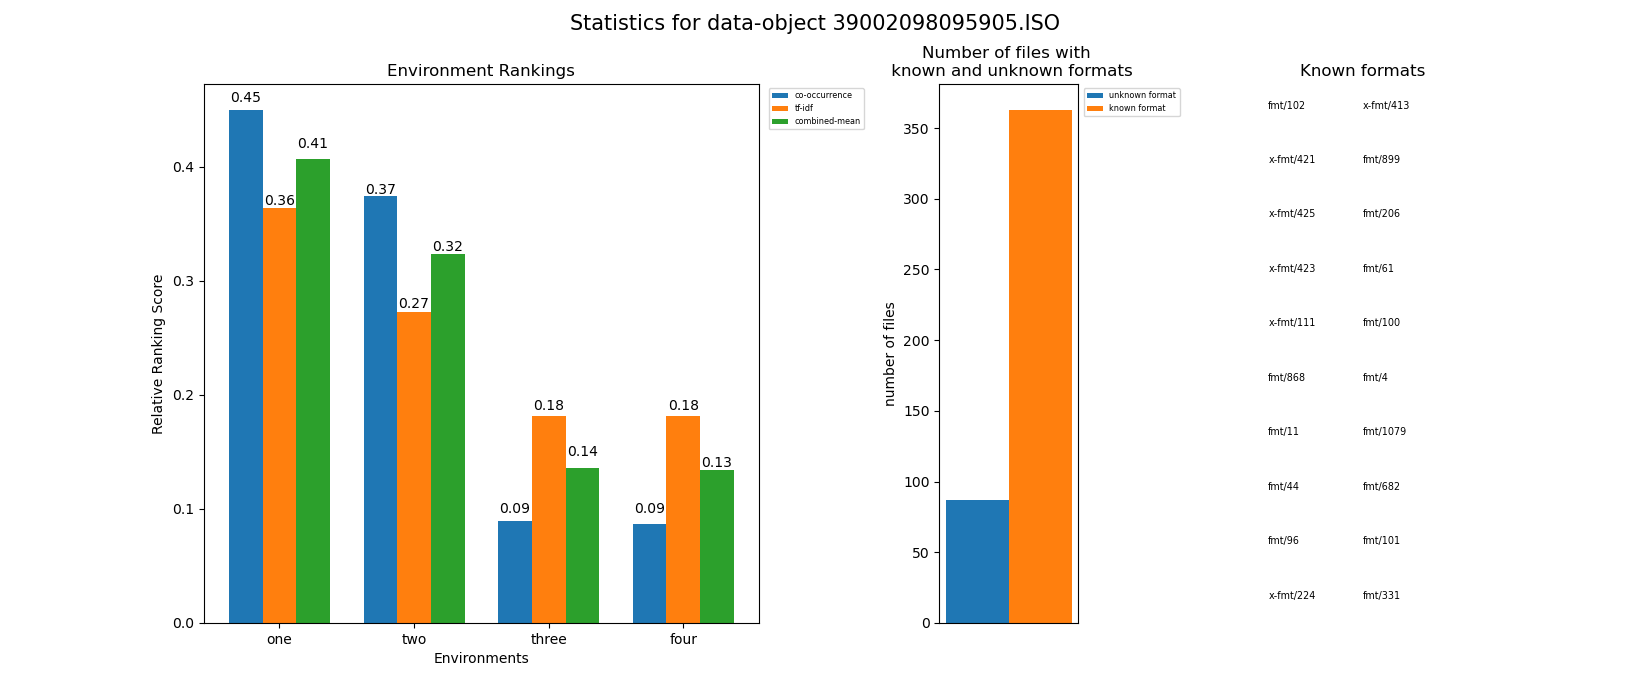 Statistics for data-object 39002098095905.ISO
Environment Rankings
0.45
0.36
0.41
0.37
0.27
0.32
0.09
0.18
0.14
0.09
0.18
0.13
0.4
0.3
0.2
0.1
0.0
Relative Ranking Score
one
two
three
four
Environments
co-occurrence
tf-idf
combined-mean
Number of files with
known and unknown formats
350
300
250
200
150
100
50
0
number of files
unknown format
known format
Known formats
fmt/102 x-fmt/413
x-fmt/421 fmt/899
x-fmt/425 fmt/206
x-fmt/423 fmt/61
x-fmt/111 fmt/100
fmt/868 fmt/4
fmt/11 fmt/1079
fmt/44 fmt/682
fmt/96 fmt/101
x-fmt/224 fmt/331